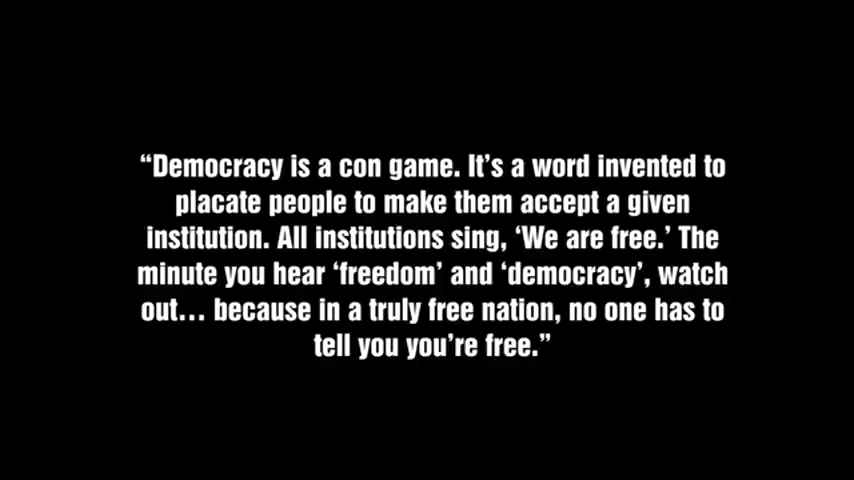 “Democracy is a con game. It’s a word invented to
placate people to make them accept a given
institution. All institutions sing, ‘We are free.’ The
minute you hear ‘freedom’ and ‘democracy’, watch
out… because in a truly free nation, no one has to
tell you you’re free.”